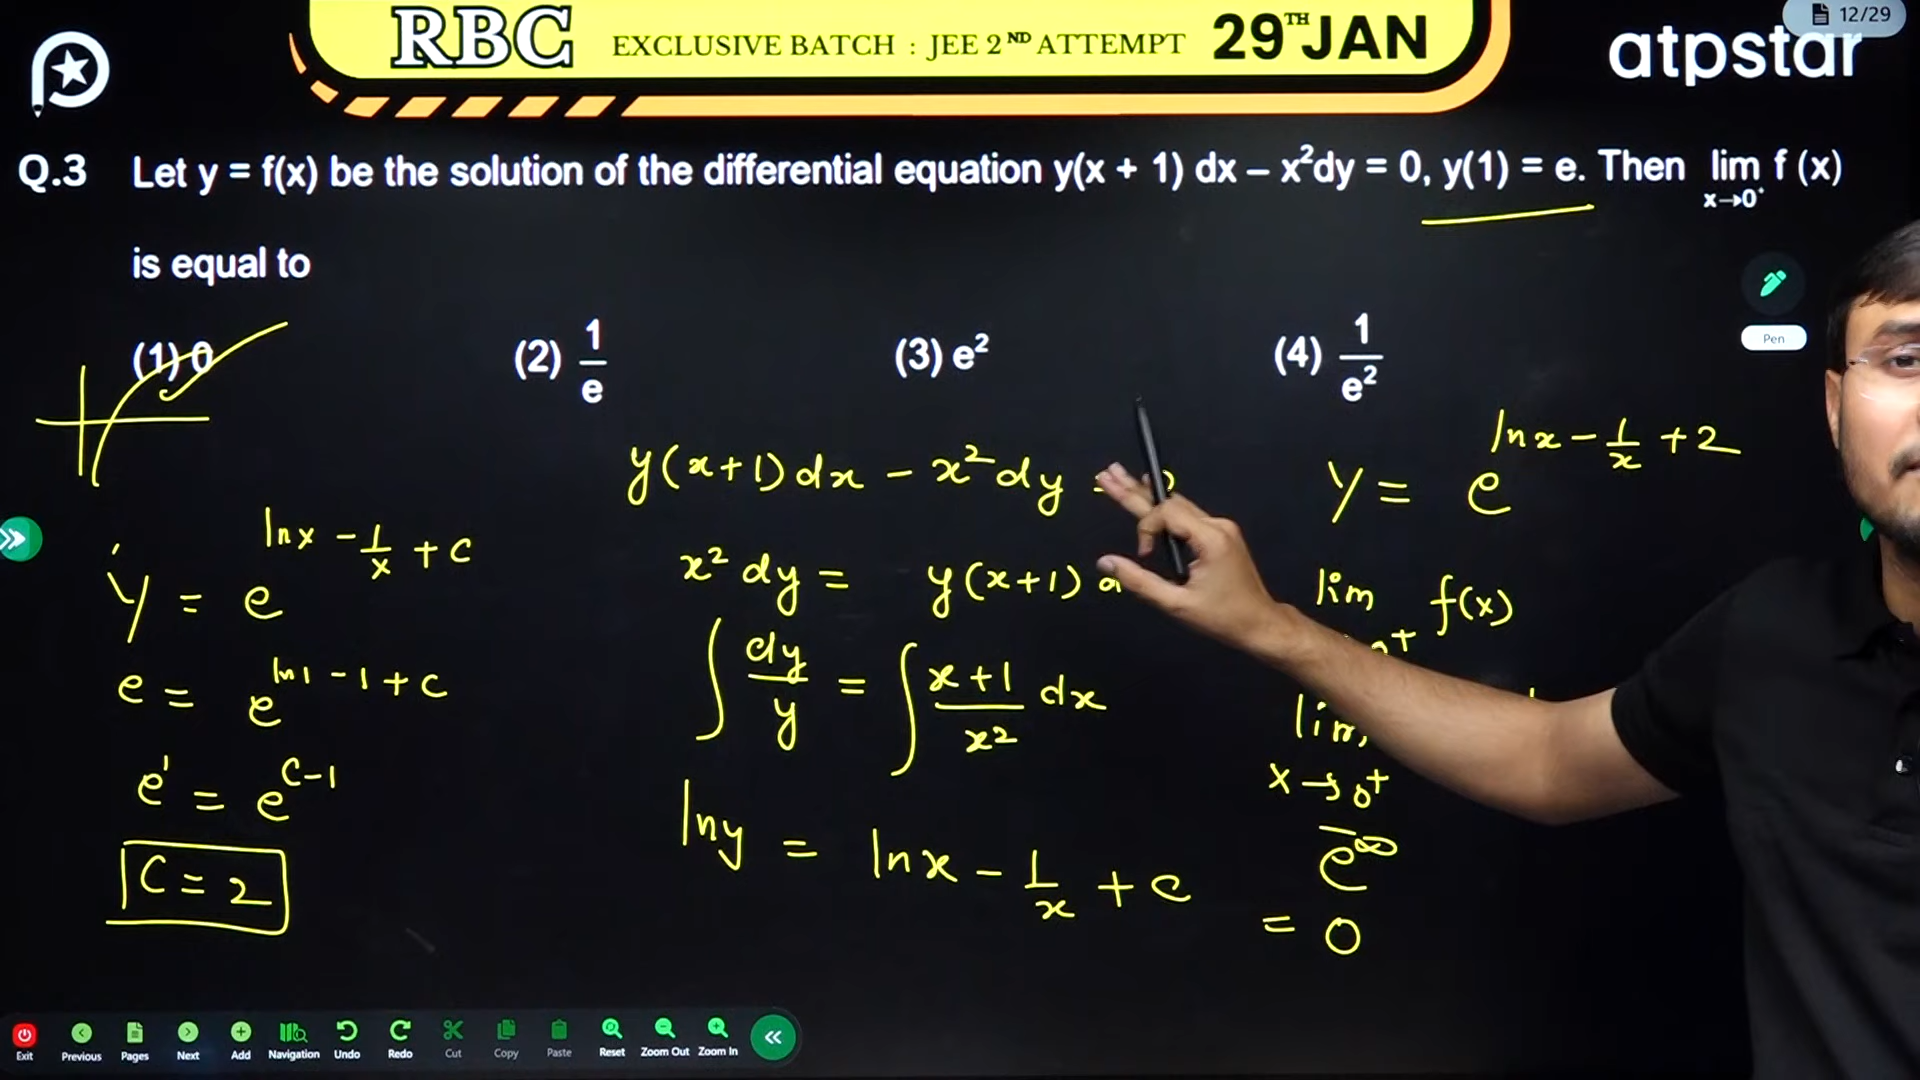 RBC EXCLUSIVE BATCH : JEE 2ND ATTEMPT 29TH JAN
12/29
atpstar
Q.3 Let y = f(x) be the solution of the differential equation y(x + 1) dx – x²dy = 0, y(1) = e. Then lim x→0⁺ f (x)
is equal to
(1) 0 (2) 1/e (3) e² (4) 1/e²
Pen
y(x+1)dx - x²dy =
x² dy = y(x+1)
∫ dy/y = ∫ (x+1)/x² dx
lny = lnx - 1/x + c
y = e^(lnx - 1/x + c)
e = e^(ln1 - 1 + c)
e¹ = e^(c-1)
C = 2
y = e^(lnx - 1/x + 2)
lim f(x)
lim
x→0⁺
e^-∞
= 0
Exit Previous Pages Next Add Navigation Undo Redo Cut Copy Paste Reset Zoom Out Zoom In